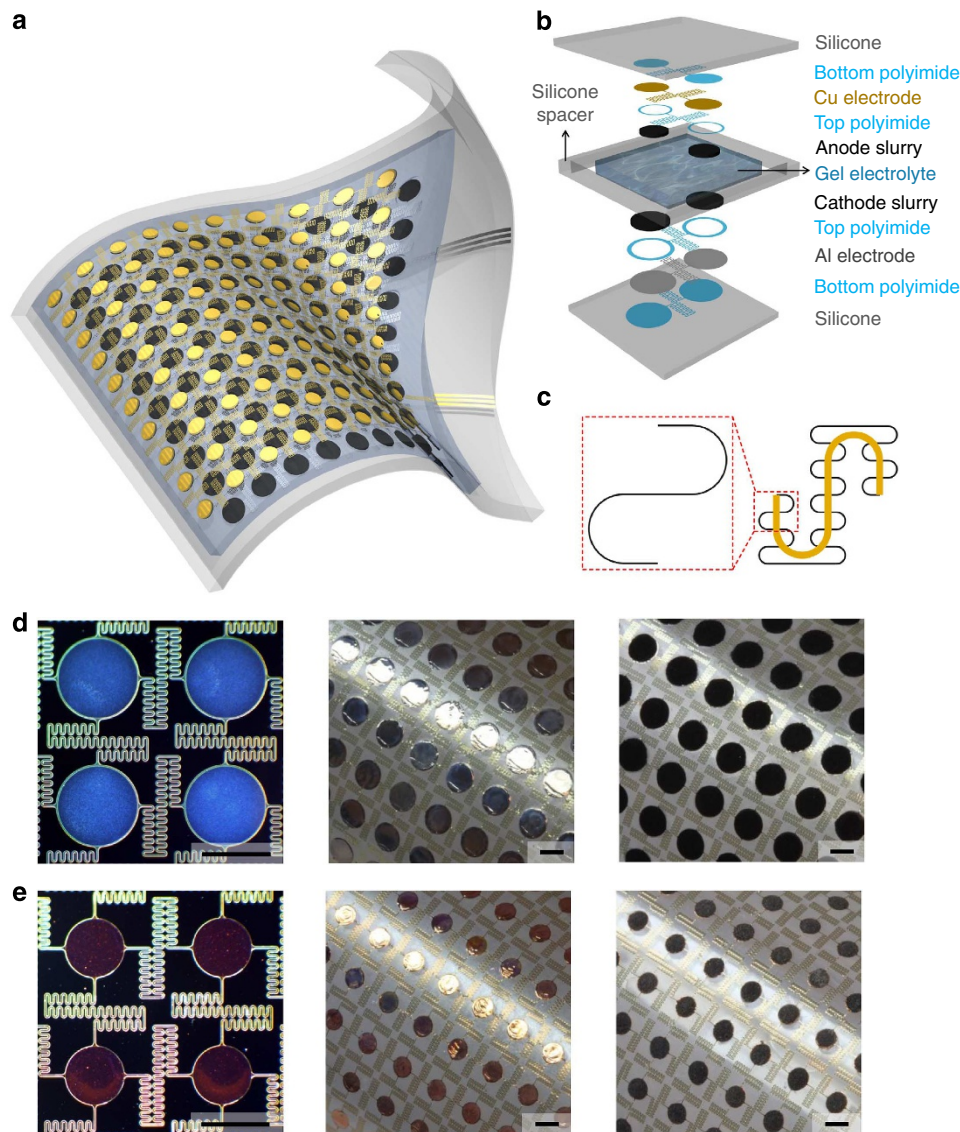 a
b
Silicone
Bottom polyimide
Cu electrode
Top polyimide
Anode slurry
Gel electrolyte
Cathode slurry
Top polyimide
Al electrode
Bottom polyimide
Silicone
Silicone
spacer
c
d
e